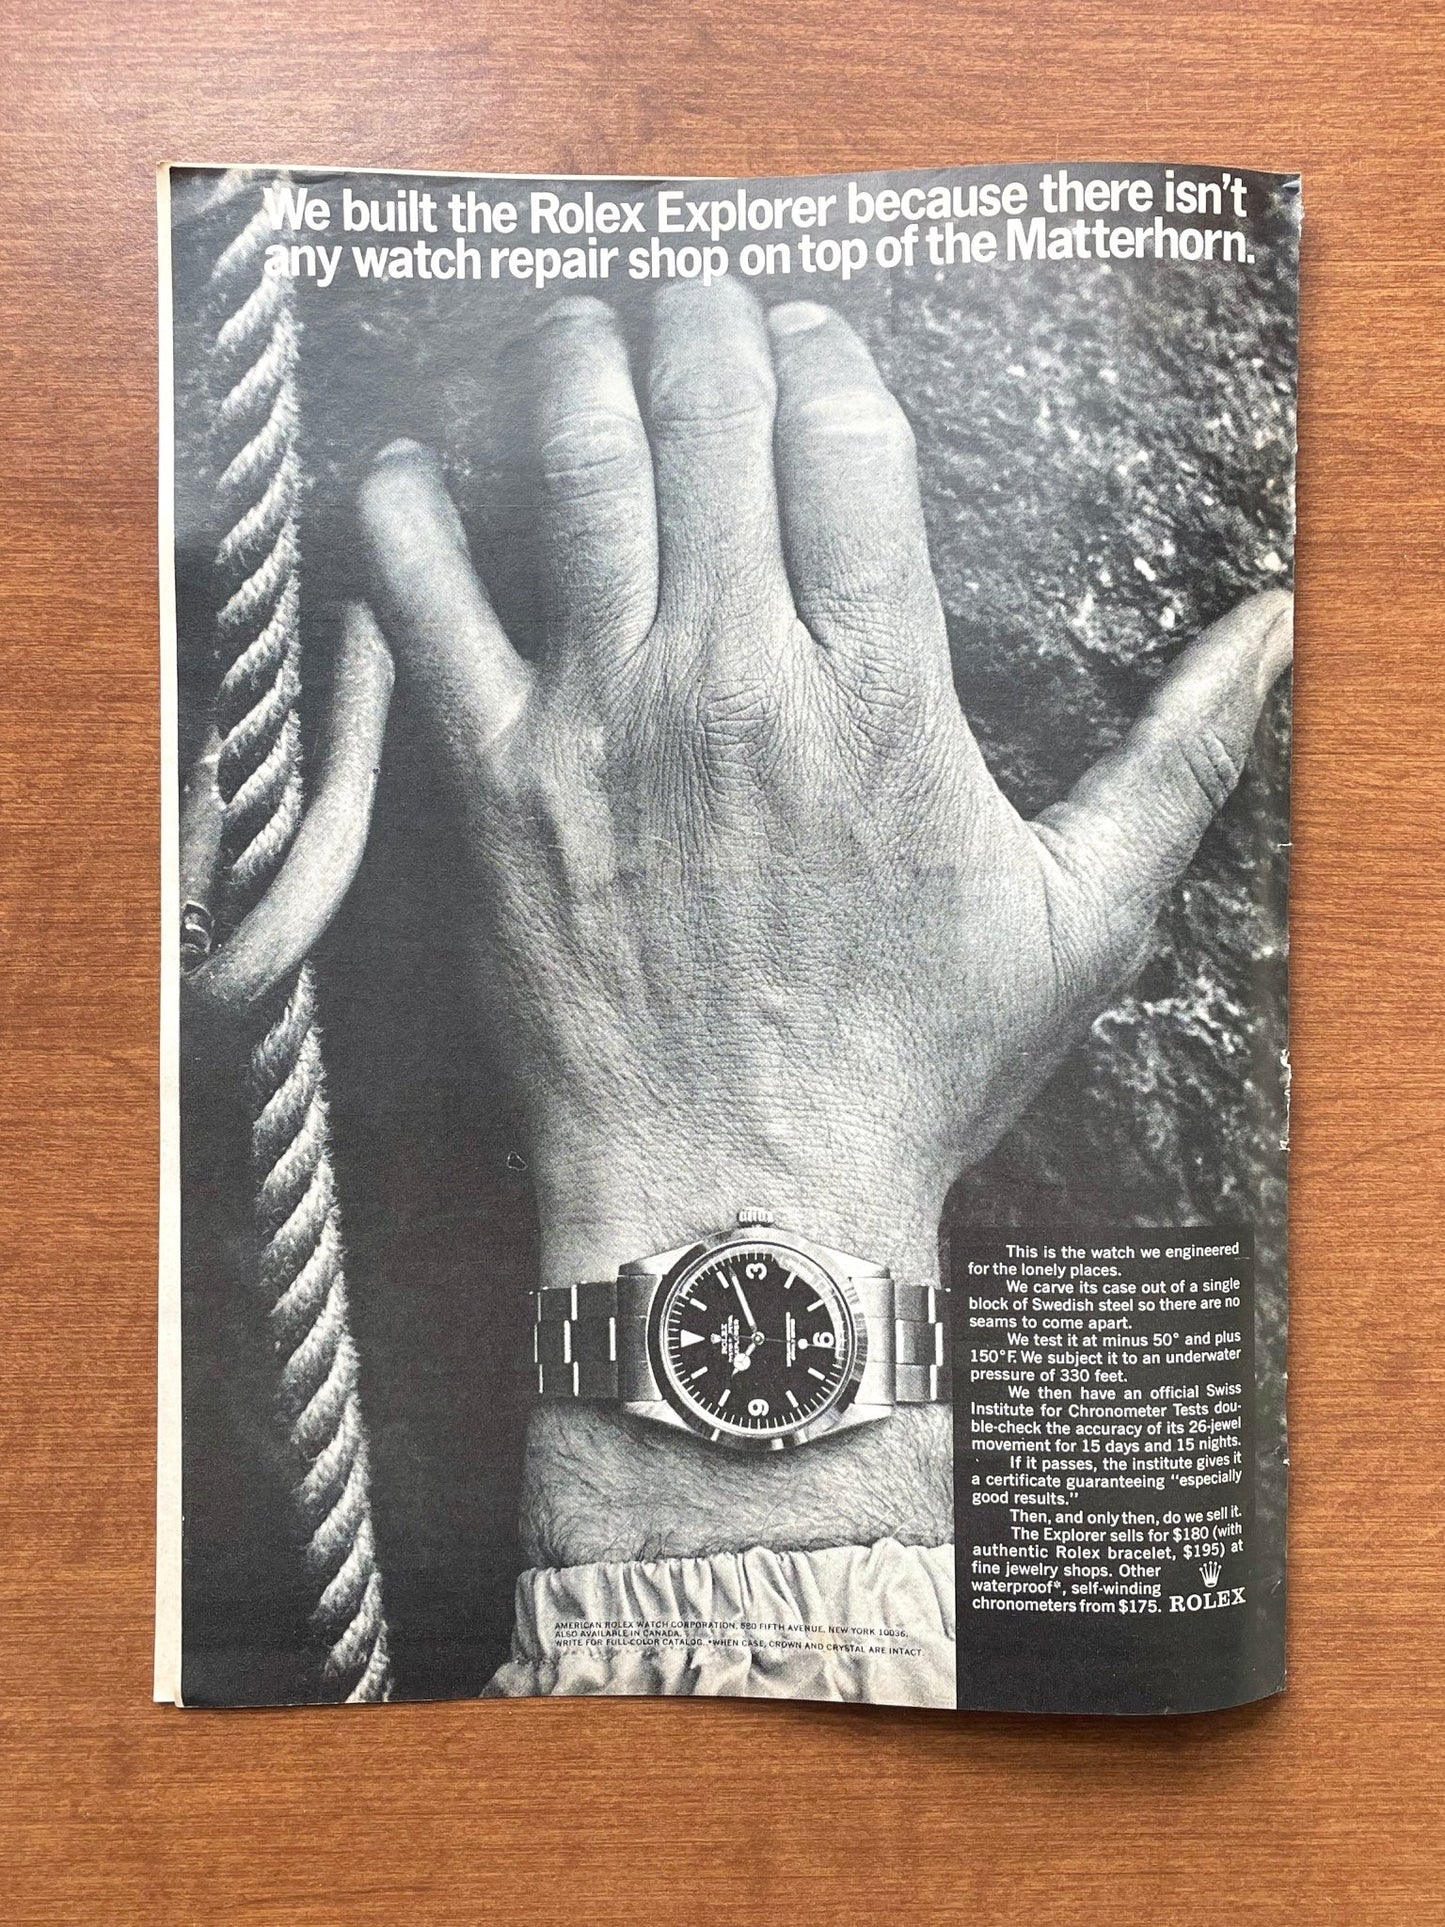 We built the Rolex Explorer because there isn't
any watch repair shop on top of the Matterhorn.
3
ROLEX
EXPLORER
9
6
This is the watch we engineered
for the lonely places.
We carve its case out of a single
block of Swedish steel so there are no
seams to come apart.
We test it at minus 50° and plus
150°F. We subject it to an underwater
pressure of 330 feet.
We then have an official Swiss
Institute for Chronometer Tests dou-
ble-check the accuracy of its 26-jewel
movement for 15 days and 15 nights.
If it passes, the institute gives it
a certificate guaranteeing "especially
good results."
Then, and only then, do we sell it.
The Explorer sells for $180 (with
authentic Rolex bracelet, $195) at
fine jewelry shops. Other
waterproof*, self-winding
chronometers from $175.
ROLEX
AMERICAN ROLEX WATCH CORPORATION, 580 FIFTH AVENUE, NEW YORK 10036.
ALSO AVAILABLE IN CANADA.
WRITE FOR FULL-COLOR CATALOG. *WHEN CASE, CROWN AND CRYSTAL ARE INTACT.